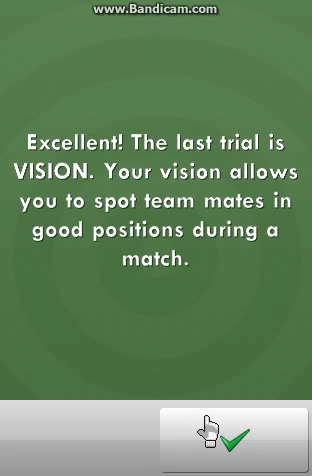 www.Bandicam.com
Excellent! The last trial is
VISION. Your vision allows
you to spot team mates in
good positions during a
match.